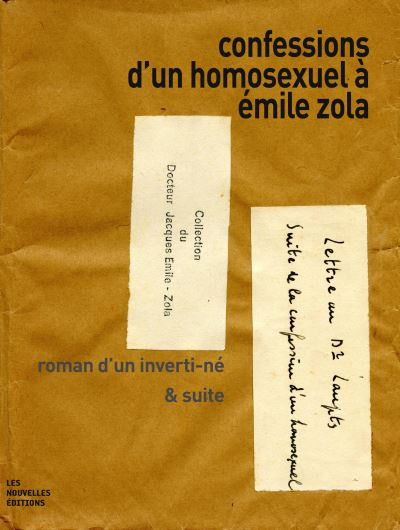 confessions
d'un homosexuel à
émile zola
Collection
du
Docteur Jacques Emile - Zola
Lettre au Dr Laupts
Suite de la confession d'un homosexuel
roman d'un inverti-né
& suite
LES
NOUVELLES
ÉDITIONS